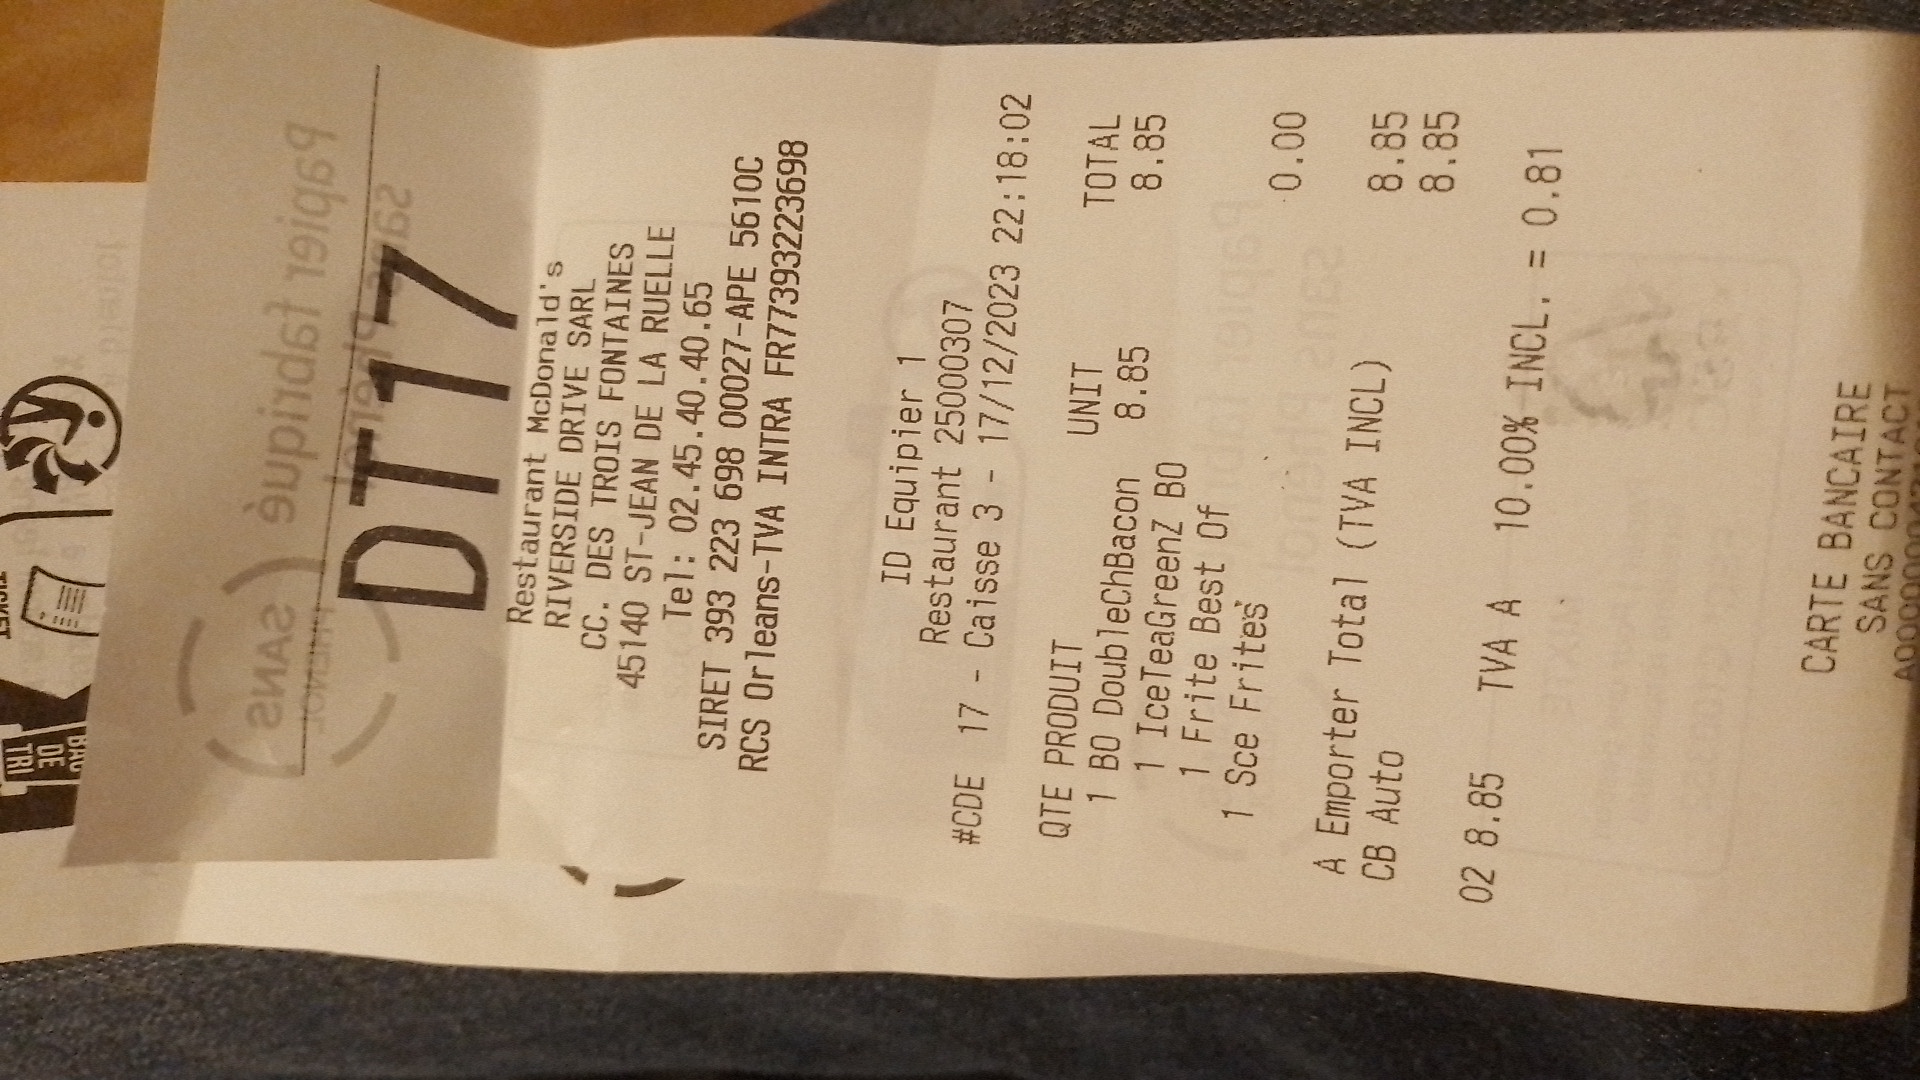 DT17
Restaurant McDonald's
RIVERSIDE DRIVE SARL
CC. DES TROIS FONTAINES
45140 ST-JEAN DE LA RUELLE
Tel: 02.45.40.40.65
SIRET 393 223 698 00027-APE 5610C
RCS Orleans-TVA INTRA FR77393223698
ID Equipier 1
Restaurant 25000307
#CDE 17 - Caisse 3 - 17/12/2023 22:18:02
QTE PRODUIT UNIT TOTAL
1 BO DoubleChBacon 8.85 8.85
1 IceTeaGreenZ BO
1 Frite Best Of
1 Sce Frites 0.00
A Emporter Total (TVA INCL) 8.85
CB Auto 8.85
02 8.85 TVA A 10.00% INCL. = 0.81
CARTE BANCAIRE
SANS CONTACT
BAC
DE
TRI
Papier fabriqué
SANS
PHENOL